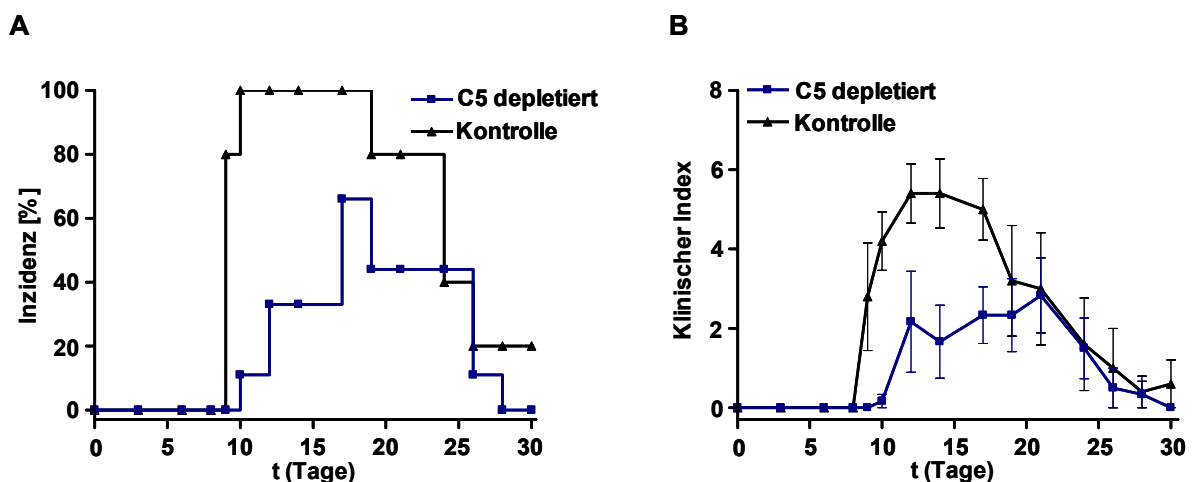 A
B
100
80
60
40
20
0
Inzidenz [%]
C5 depletiert
Kontrolle
0 5 10 15 20 25 30
t (Tage)
8
6
4
2
0
Klinischer Index
C5 depletiert
Kontrolle
0 5 10 15 20 25 30
t (Tage)